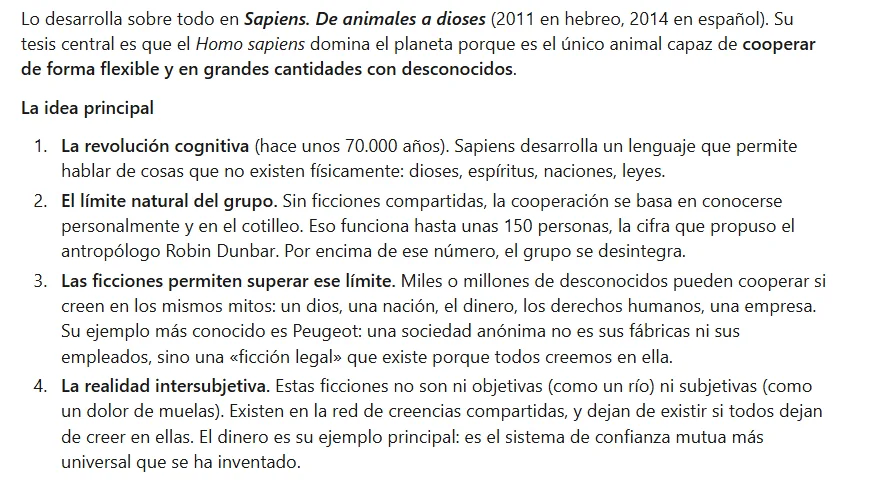 Lo desarrolla sobre todo en Sapiens. De animales a dioses (2011 en hebreo, 2014 en español). Su
tesis central es que el Homo sapiens domina el planeta porque es el único animal capaz de cooperar
de forma flexible y en grandes cantidades con desconocidos.
La idea principal
1. La revolución cognitiva (hace unos 70.000 años). Sapiens desarrolla un lenguaje que permite
hablar de cosas que no existen físicamente: dioses, espíritus, naciones, leyes.
2. El límite natural del grupo. Sin ficciones compartidas, la cooperación se basa en conocerse
personalmente y en el cotilleo. Eso funciona hasta unas 150 personas, la cifra que propuso el
antropólogo Robin Dunbar. Por encima de ese número, el grupo se desintegra.
3. Las ficciones permiten superar ese límite. Miles o millones de desconocidos pueden cooperar si
creen en los mismos mitos: un dios, una nación, el dinero, los derechos humanos, una empresa.
Su ejemplo más conocido es Peugeot: una sociedad anónima no es sus fábricas ni sus
empleados, sino una «ficción legal» que existe porque todos creemos en ella.
4. La realidad intersubjetiva. Estas ficciones no son ni objetivas (como un río) ni subjetivas (como
un dolor de muelas). Existen en la red de creencias compartidas, y dejan de existir si todos dejan
de creer en ellas. El dinero es su ejemplo principal: es el sistema de confianza mutua más
universal que se ha inventado.